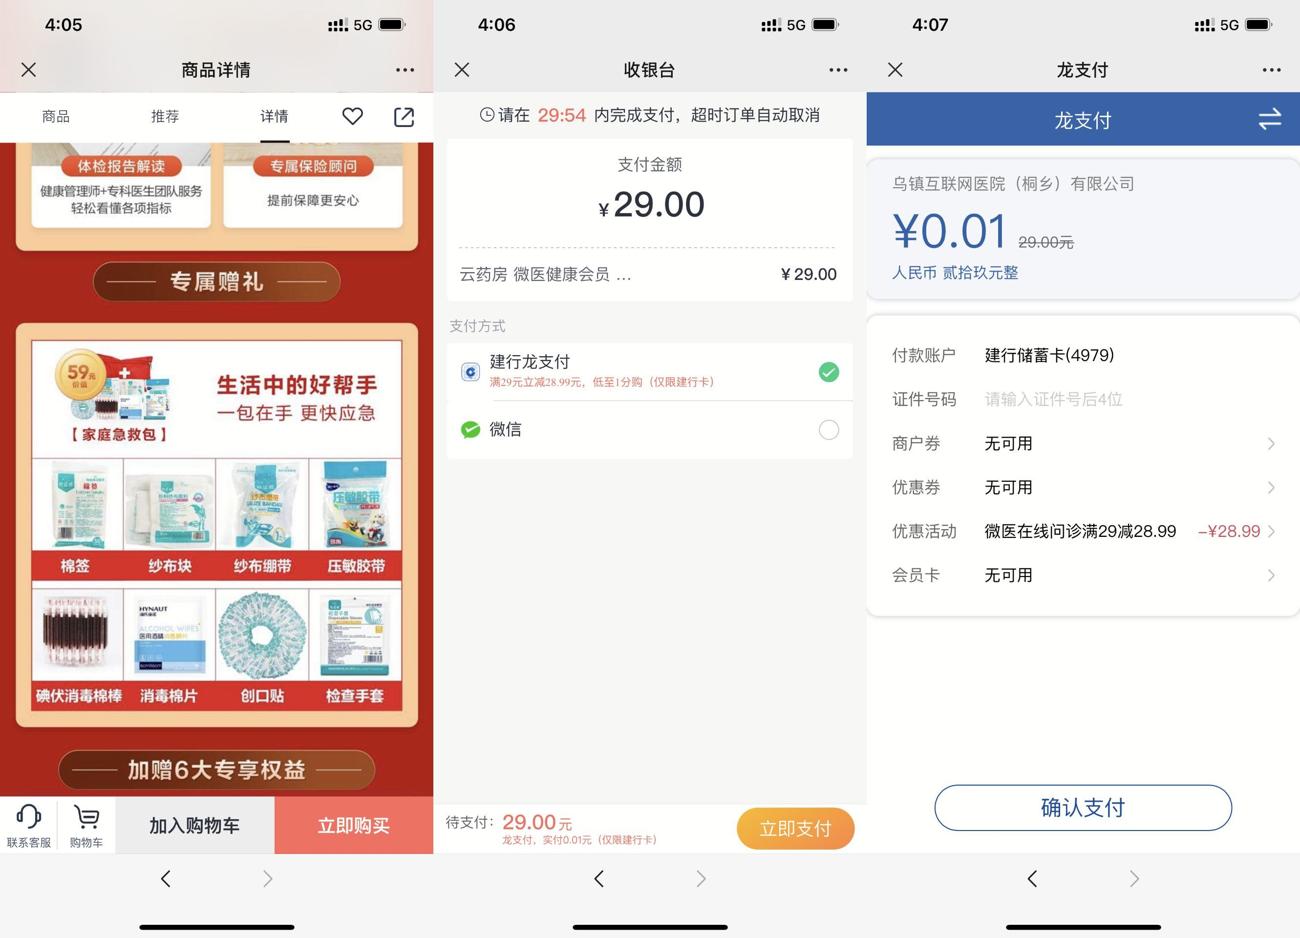 4:05
5G
商品详情
商品
推荐
详情
体检报告解读
健康管理师+专科医生团队服务
轻松看懂各项指标
专属保险顾问
提前保障更安心
专属赠礼
59元
价值
【家庭急救包】
生活中的好帮手
一包在手 更快应急
压敏胶带
棉签
纱布块
纱布绷带
压敏胶带
HYNAUT
ALCOHOL WIPES
碘伏消毒棉棒
消毒棉片
创口贴
检查手套
加赠6大专享权益
联系客服
购物车
加入购物车
立即购买
4:06
5G
收银台
请在 29:54 内完成支付，超时订单自动取消
支付金额
¥29.00
云药房 微医健康会员 ...
¥29.00
支付方式
建行龙支付
满29元立减28.99元，低至1分购（仅限建行卡）
微信
待支付：29.00元
龙支付，实付0.01元（仅限建行卡）
立即支付
4:07
5G
龙支付
龙支付
乌镇互联网医院（桐乡）有限公司
¥0.01 29.00元
人民币 贰拾玖元整
付款账户 建行储蓄卡(4979)
证件号码 请输入证件号后4位
商户券 无可用
优惠券 无可用
优惠活动 微医在线问诊满29减28.99 -¥28.99
会员卡 无可用
确认支付